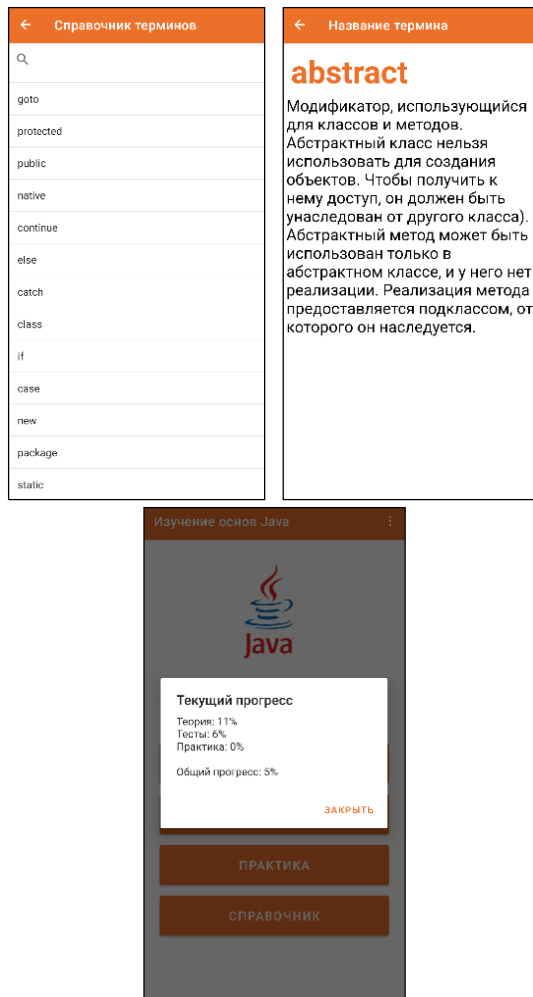 Справочник терминов
goto
protected
public
native
continue
else
catch
class
if
case
new
package
static
Название термина
abstract
Модификатор, использующийся
для классов и методов.
Абстрактный класс нельзя
использовать для создания
объектов. Чтобы получить к
нему доступ, он должен быть
унаследован от другого класса).
Абстрактный метод может быть
использован только в
абстрактном классе, и у него нет
реализации. Реализация метода
предоставляется подклассом, от
которого он наследуется.
Изучение основ Java
Java
Текущий прогресс
Теория: 11%
Тесты: 6%
Практика: 0%
Общий прогресс: 5%
ЗАКРЫТЬ
ПРАКТИКА
СПРАВОЧНИК